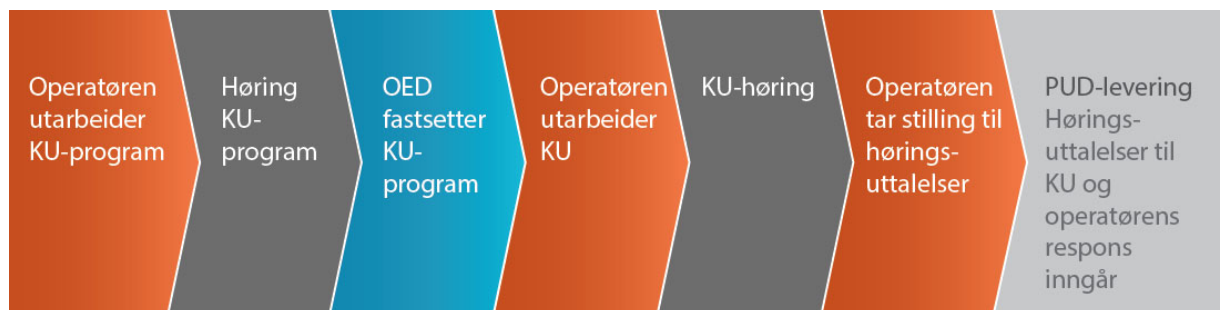 Operatøren
utarbeider
KU-program
Høring
KU-
program
OED
fastsetter
KU-
program
Operatøren
utarbeider
KU
KU-høring
Operatøren
tar stilling til
hørings-
uttalelser
PUD-levering
Hørings-
uttalelser til
KU og
operatørens
respons
inngår